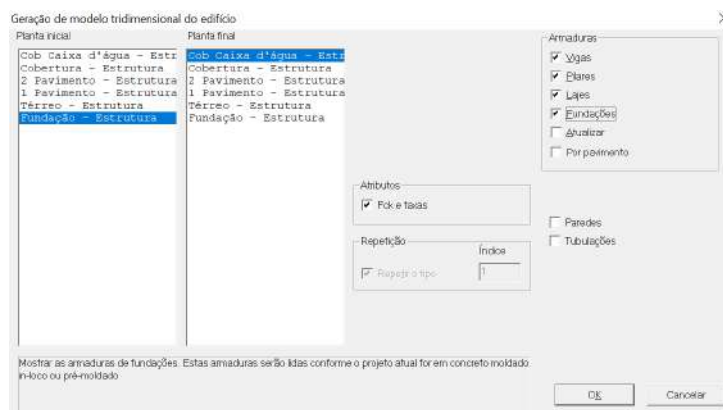 Geração de modelo tridimensional do edifício
Planta inicial
Cob Caixa d'água - Estr
Cobertura - Estrutura
2 Pavimento - Estrutura
1 Pavimento - Estrutura
Térreo - Estrutura
Fundação - Estrutura
Planta final
Cob Caixa d'água - Estr
Cobertura - Estrutura
2 Pavimento - Estrutura
1 Pavimento - Estrutura
Térreo - Estrutura
Fundação - Estrutura
Atributos
Fck e taxas
Repetição
Índice
Repetir o tipo
1
Armaduras
Vigas
Pilares
Lajes
Fundações
Atualizar
Por pavimento
Paredes
Tubulações
Mostrar as armaduras de fundações. Estas armaduras serão lidas conforme o projeto atual for em concreto moldado
in-loco ou pré-moldado
OK
Cancelar